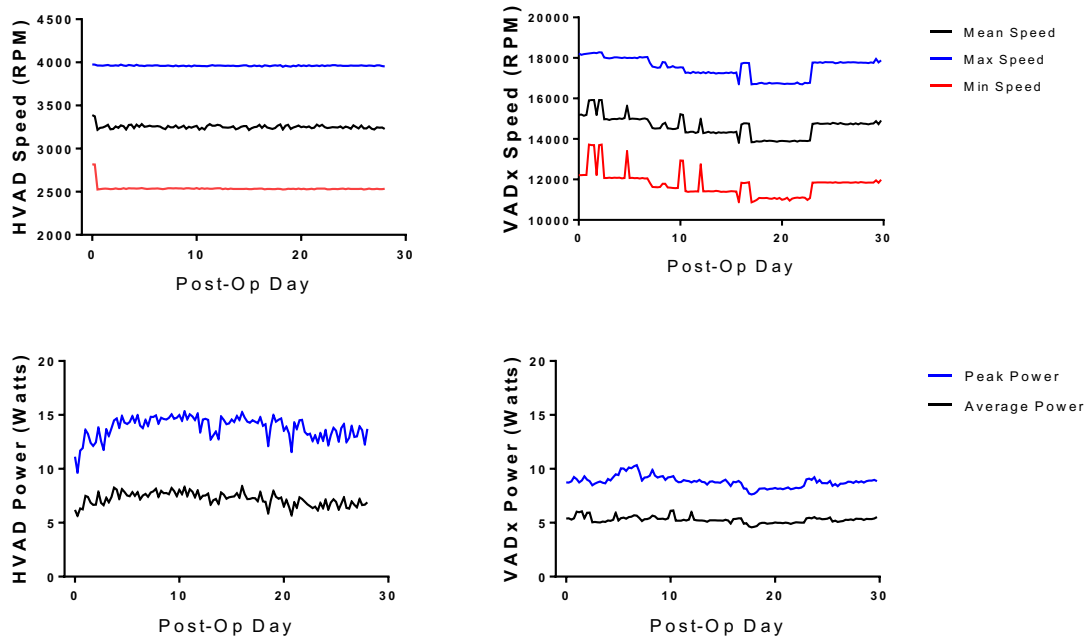 HVAD Speed (RPM)
4500
4000
3500
3000
2500
2000
0 10 20 30
Post-Op Day
VADx Speed (RPM)
20000
18000
16000
14000
12000
10000
0 10 20 30
Post-Op Day
Mean Speed
Max Speed
Min Speed
HVAD Power (Watts)
20
15
10
5
0
0 10 20 30
Post-Op Day
VADx Power (Watts)
20
15
10
5
0
0 10 20 30
Post-Op Day
Peak Power
Average Power